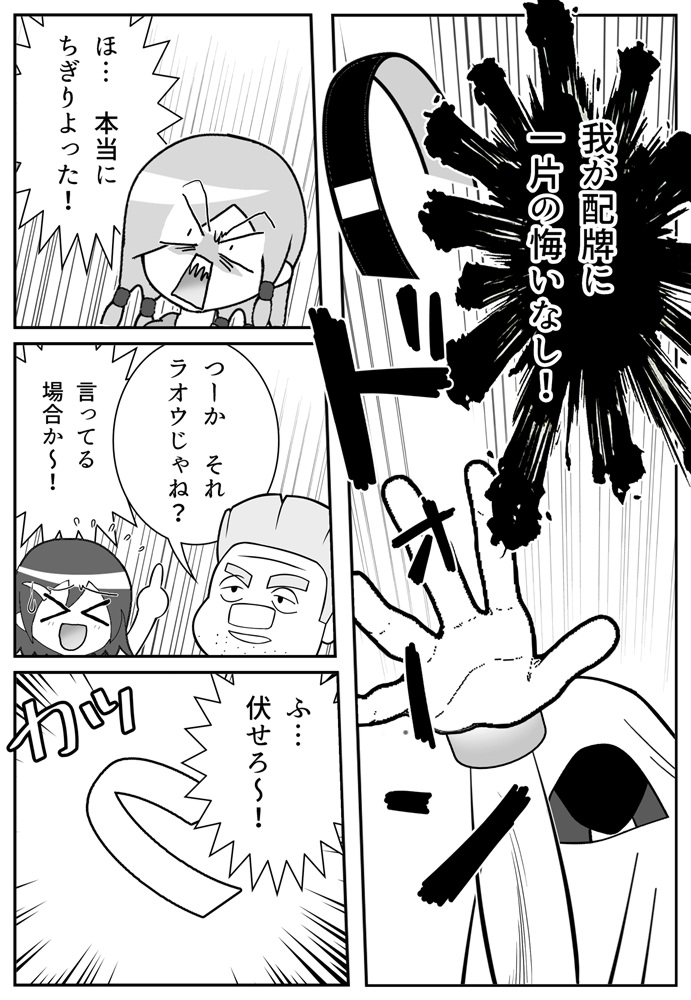 我が配牌に
一片の悔いなし！
ドオーン
ほ… 本当に
ちぎりよった！
つーか それ
ラオウじゃね？
言ってる
場合か〜！
ふ…
伏せろ〜！
カッ